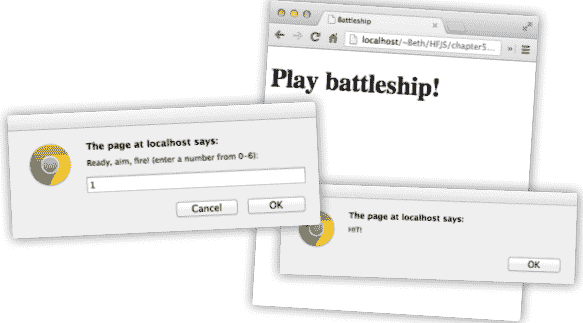 Battleship
localhost/~Beth/HFJS/chapter5...
Play battleship!
The page at localhost says:
Ready, aim, fire! (enter a number from 0-6):
1
Cancel
OK
The page at localhost says:
HIT!
OK